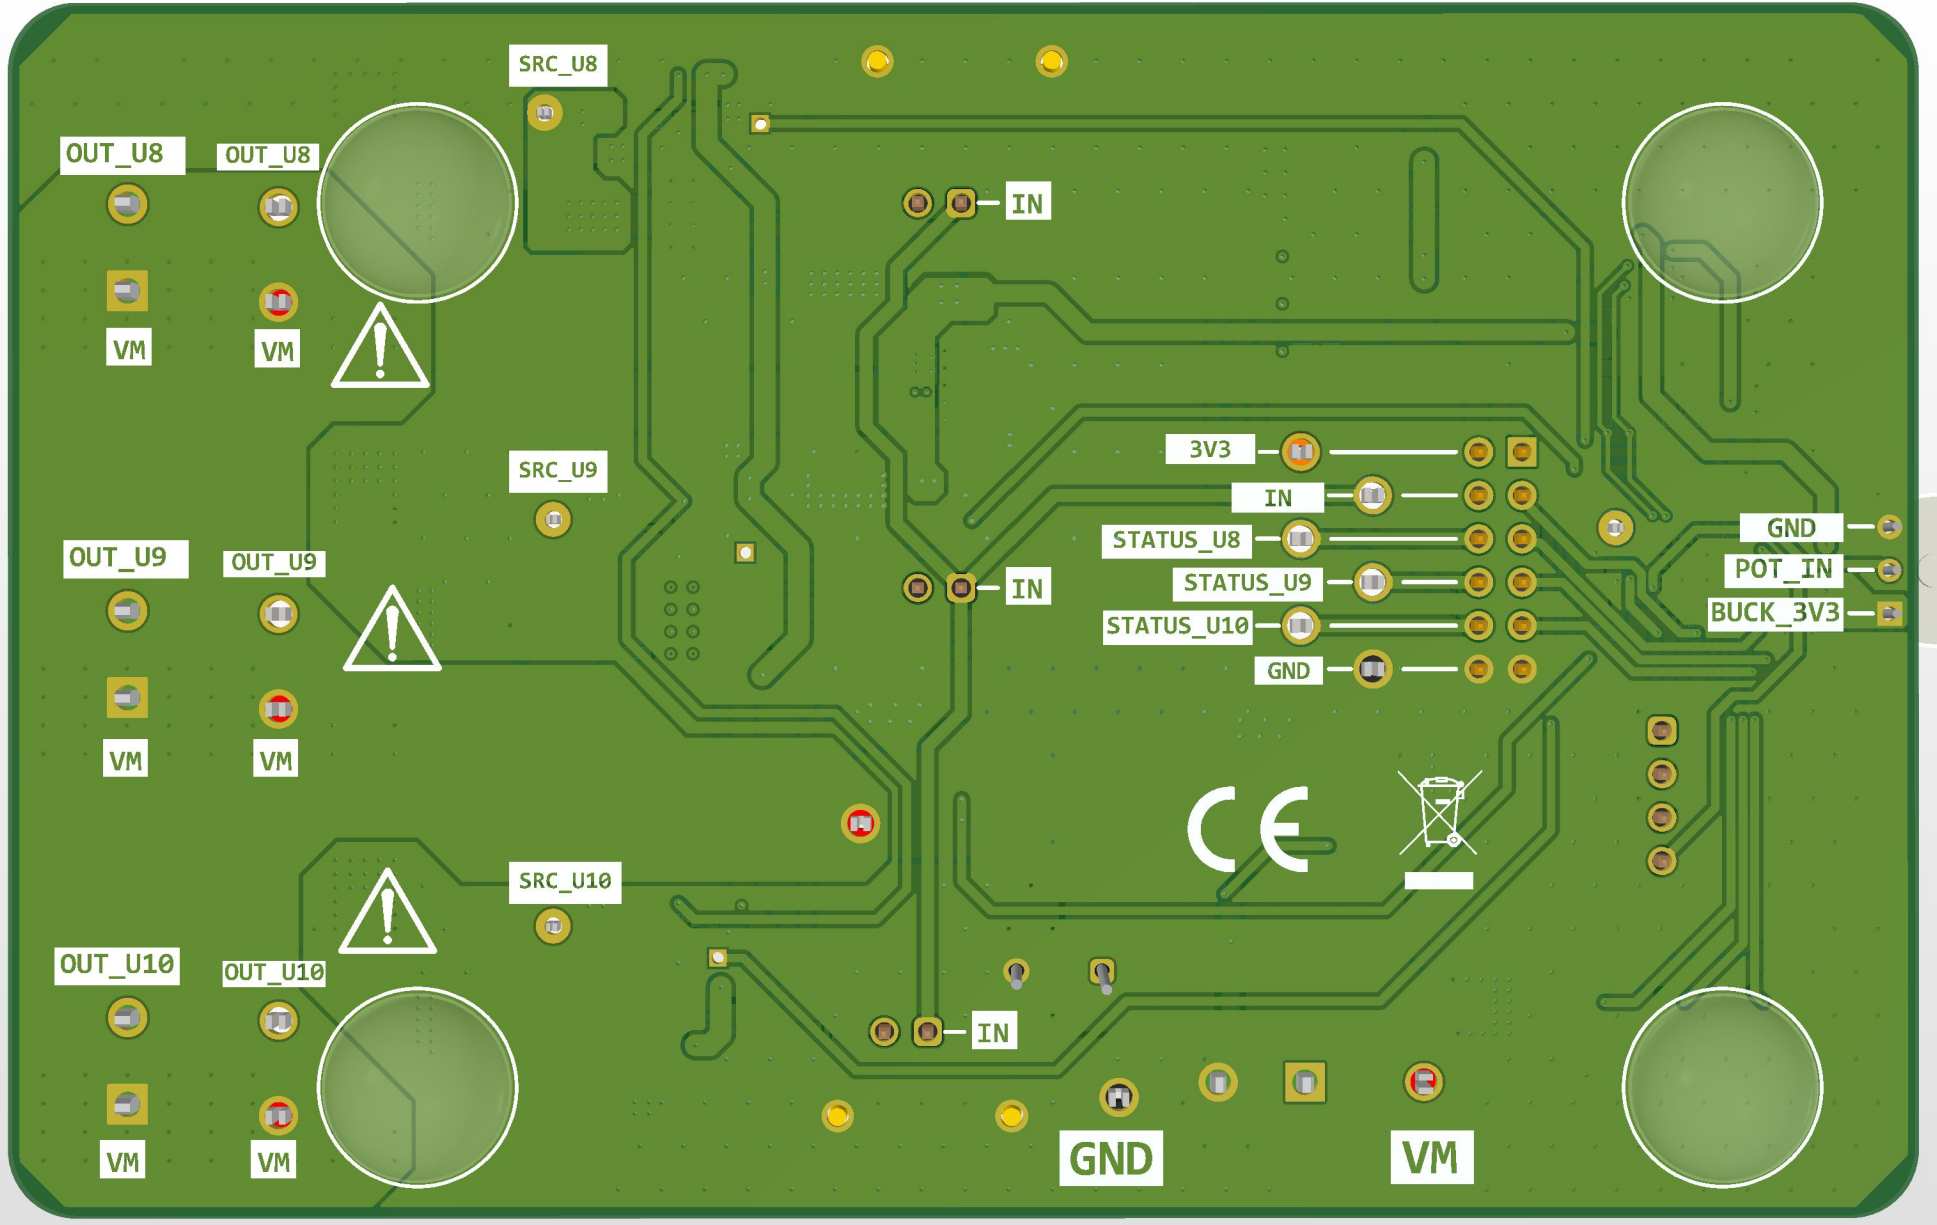 SRC_U8
OUT_U8
OUT_U8
IN
VM
VM
3V3
SRC_U9
IN
GND
STATUS_U8
OUT_U9
OUT_U9
POT_IN
STATUS_U9
IN
BUCK_3V3
STATUS_U10
GND
VM
VM
CE
SRC_U10
OUT_U10
OUT_U10
IN
VM
VM
GND
VM